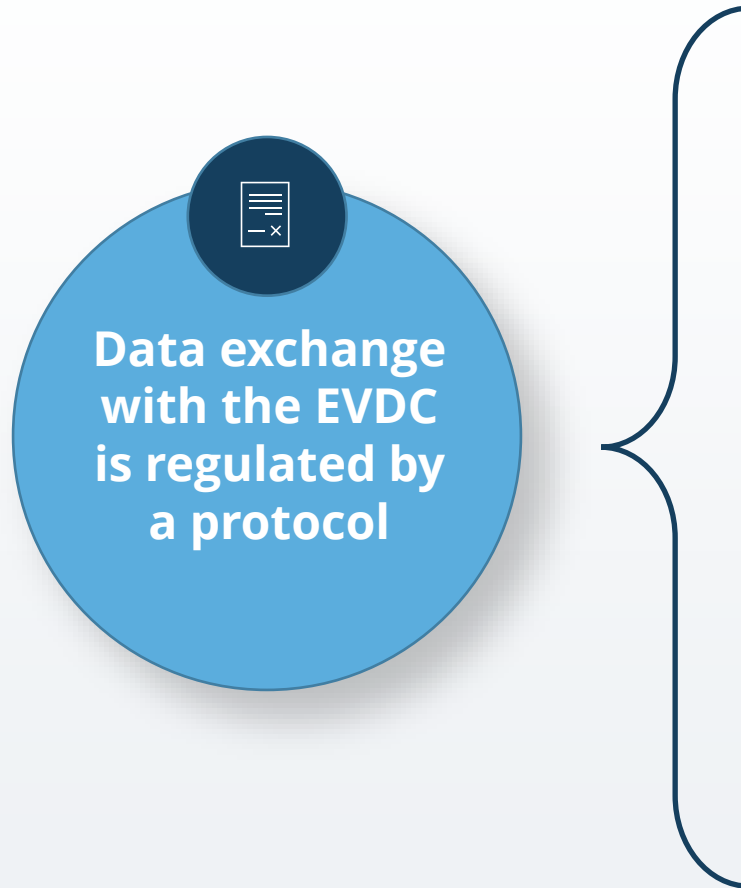 Data exchange
with the EVDC
is regulated by
a protocol